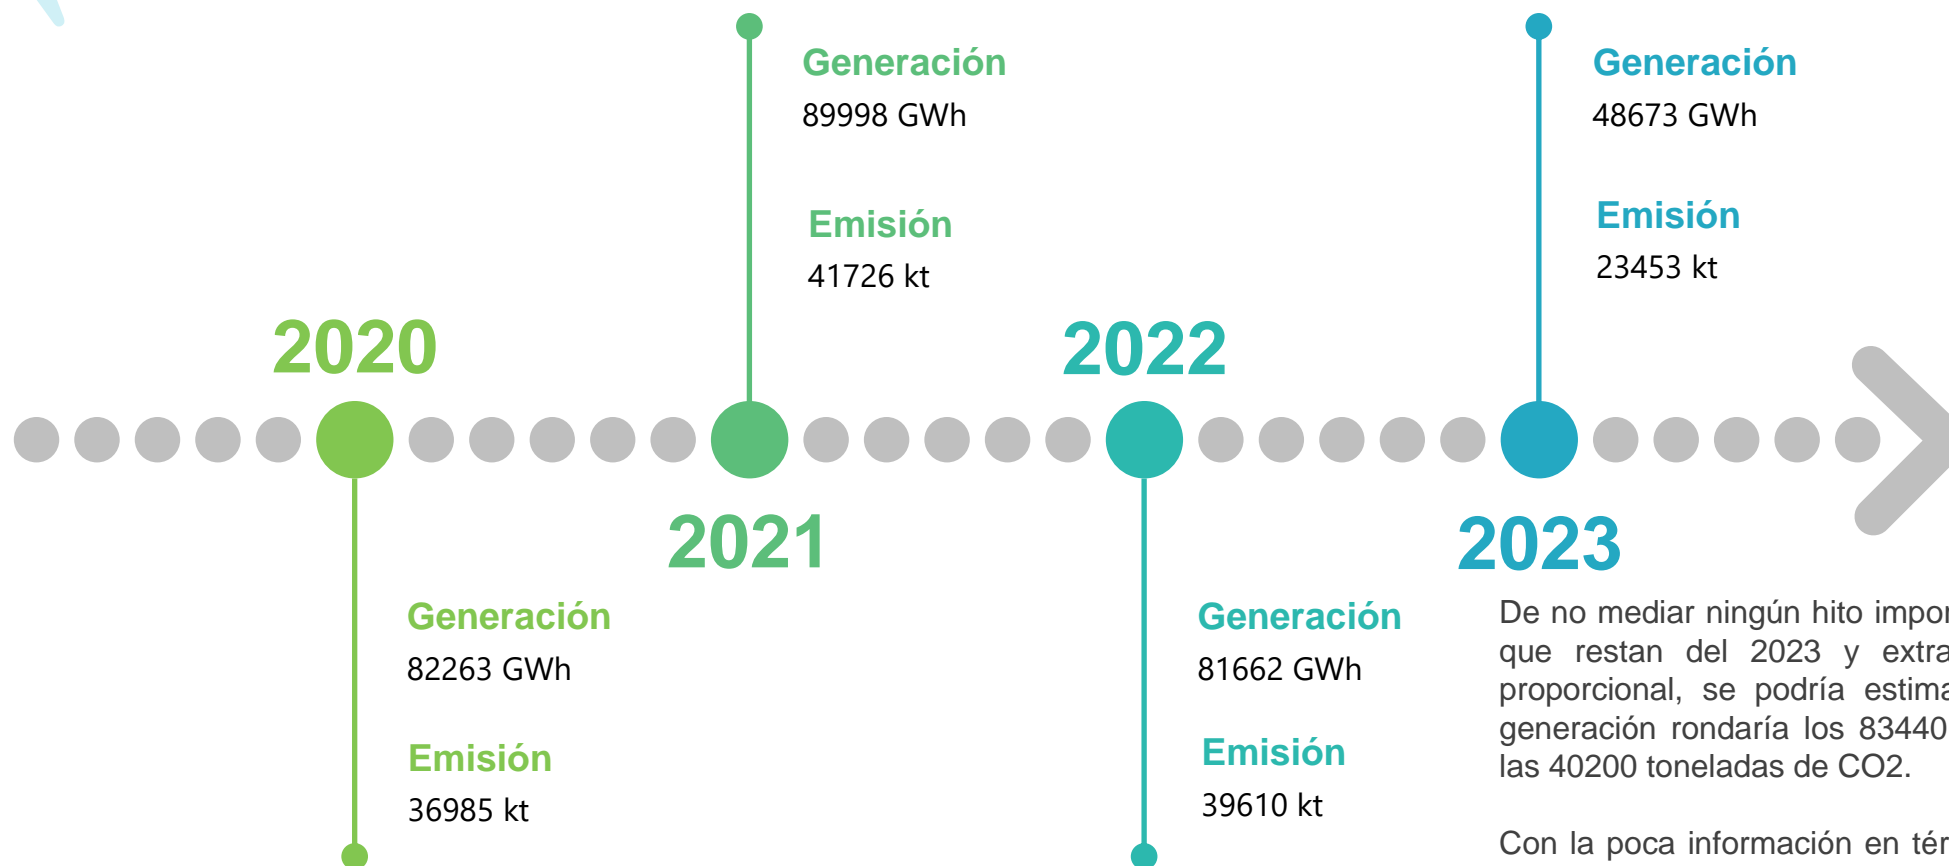 2020
Generación
82263 GWh
Emisión
36985 kt
Generación
89998 GWh
Emisión
41726 kt
2021
2022
Generación
81662 GWh
Emisión
39610 kt
Generación
48673 GWh
Emisión
23453 kt
2023
De no mediar ningún hito
que restan del 2023 y
proporcional, se podría
generación rondaría los 83440
las 40200 toneladas de CO2.
Con la poca información en